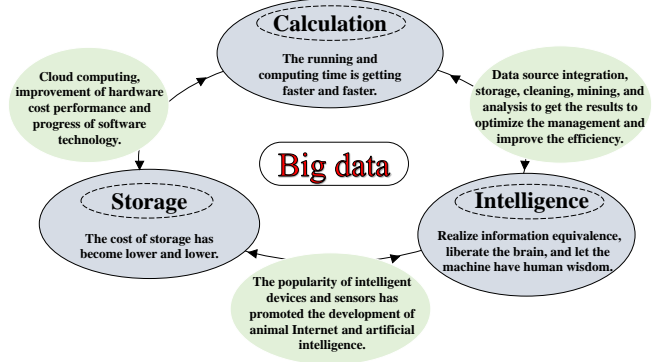 Calculation
The running and
computing time is getting
faster and faster.
Cloud computing,
improvement of hardware
cost performance and
progress of software
technology.
Data source integration,
storage, cleaning, mining, and
analysis to get the results to
optimize the management and
improve the efficiency.
Big data
Storage
The cost of storage has
become lower and lower.
Intelligence
Realize information equivalence,
liberate the brain, and let the
machine have human wisdom.
The popularity of intelligent
devices and sensors has
promoted the development of
animal Internet and artificial
intelligence.